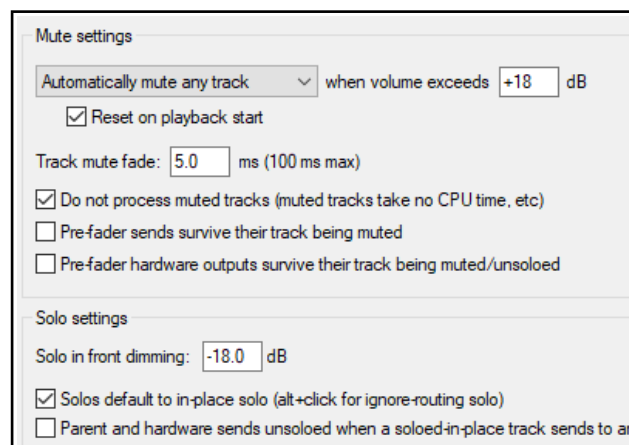 Mute settings
Automatically mute any track when volume exceeds +18 dB
Reset on playback start
Track mute fade: 5.0 ms (100 ms max)
Do not process muted tracks (muted tracks take no CPU time, etc)
Pre-fader sends survive their track being muted
Pre-fader hardware outputs survive their track being muted/unsoloed
Solo settings
Solo in front dimming: -18.0 dB
Solos default to in-place solo (alt+click for ignore-routing solo)
Parent and hardware sends unsoloed when a soloed-in-place track sends to